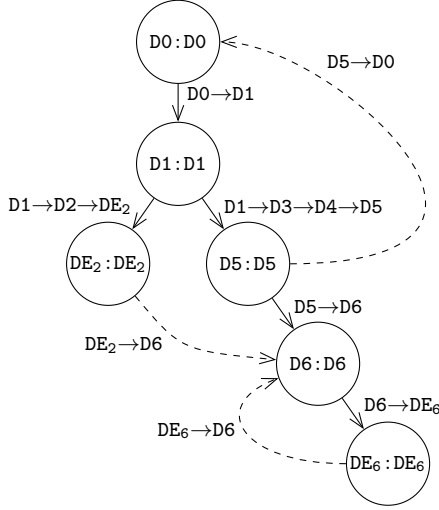 D0:D0
D5→D0
D0→D1
D1:D1
D1→D2→DE₂
D1→D3→D4→D5
DE₂:DE₂
D5:D5
D5→D6
DE₂→D6
D6:D6
D6→DE₆
DE₆→D6
DE₆:DE₆